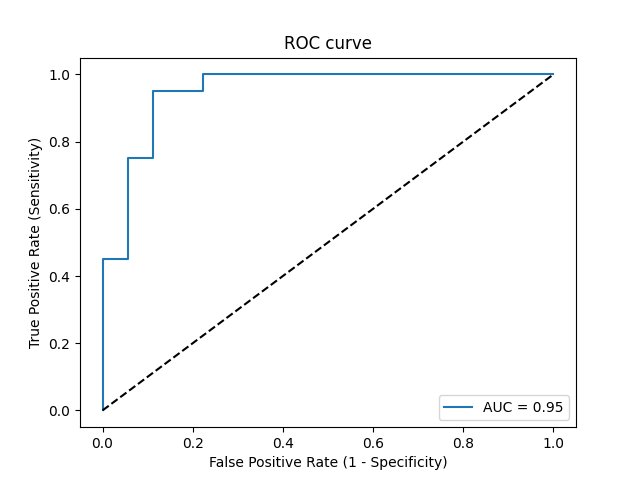 ROC curve
1.0
0.8
0.6
0.4
0.2
0.0
True Positive Rate (Sensitivity)
AUC = 0.95
0.0 0.2 0.4 0.6 0.8 1.0
False Positive Rate (1 - Specificity)